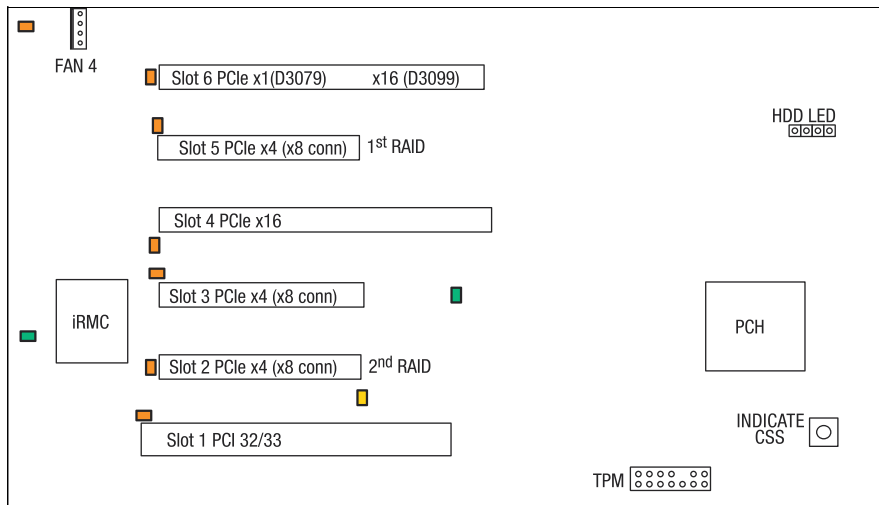 FAN 4
Slot 6 PCIe x1(D3079) x16 (D3099)
HDD LED
Slot 5 PCIe x4 (x8 conn) 1st RAID
Slot 4 PCIe x16
Slot 3 PCIe x4 (x8 conn)
iRMC
PCH
Slot 2 PCIe x4 (x8 conn) 2nd RAID
INDICATE
CSS
Slot 1 PCI 32/33
TPM